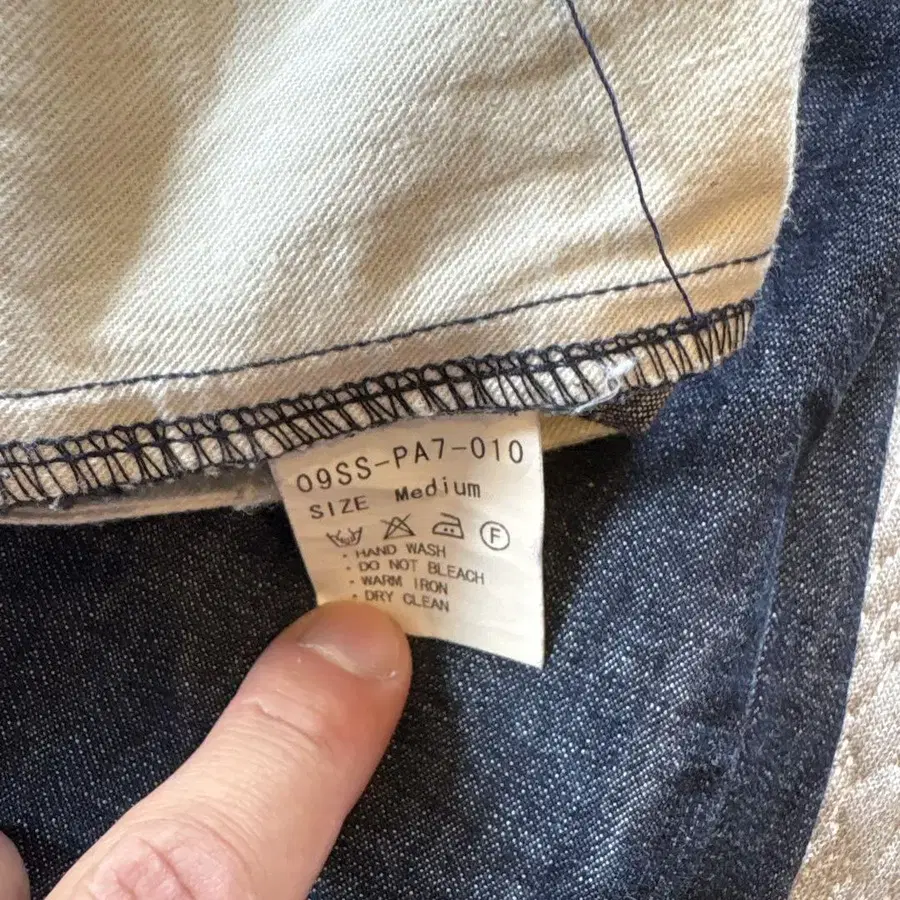 09SS-PA7-010
SIZE Medium
F
· HAND WASH
· DO NOT BLEACH
· WARM IRON
· DRY CLEAN